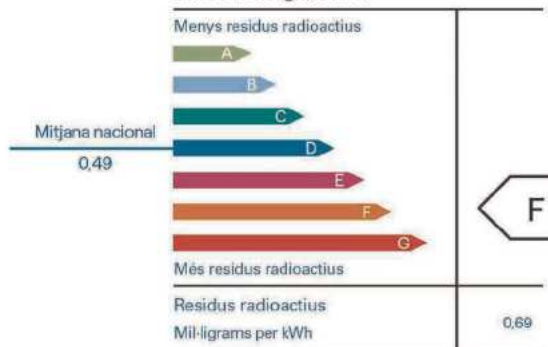 Menys residus radioactius
A
B
C
Mitjana nacional
0,49
D
E
F
F
G
Més residus radioactius
Residus radioactius
Mil·ligrams per kWh
0,69